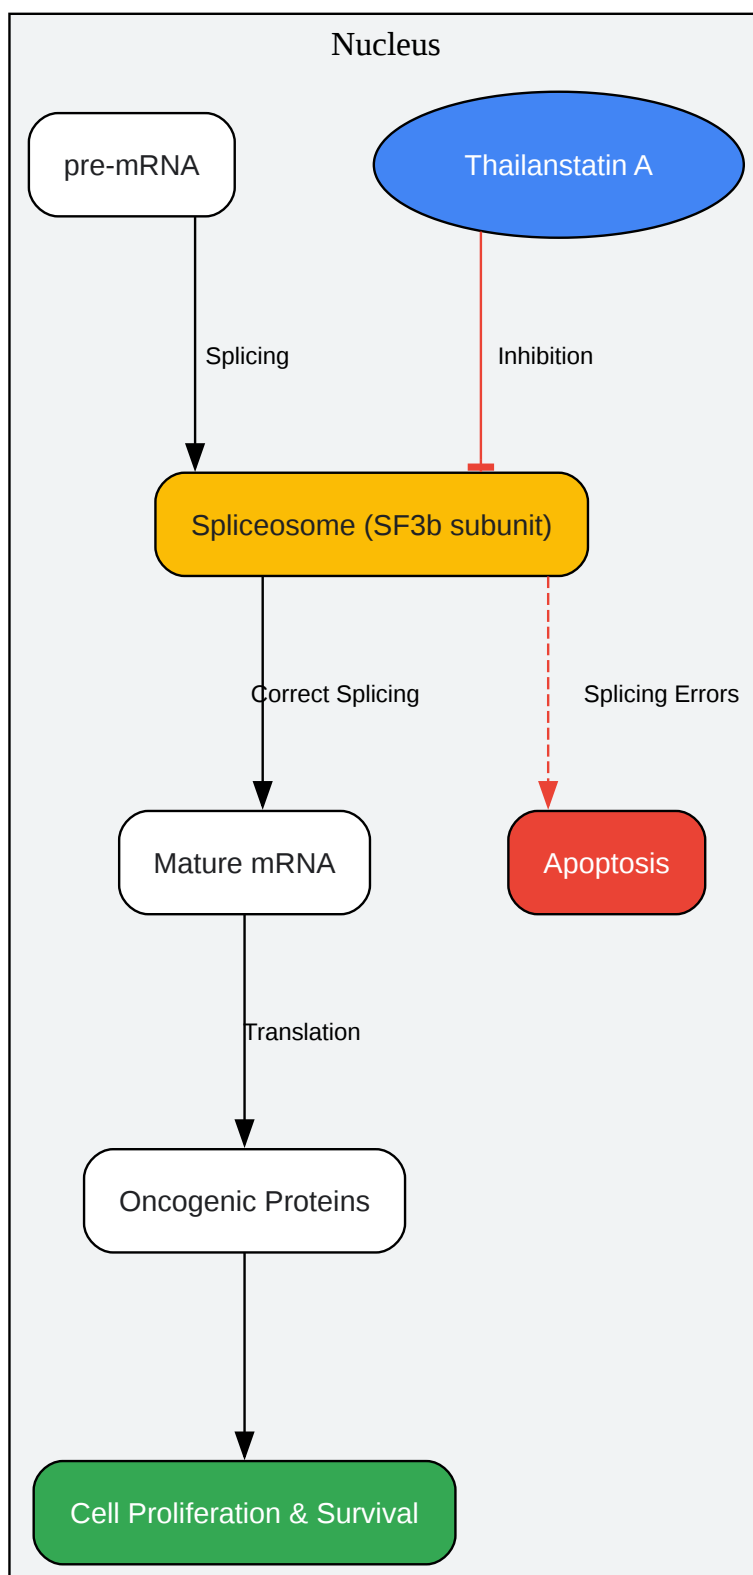 Nucleus
pre-mRNA
Thailanstatin A
Splicing
Inhibition
Spliceosome (SF3b subunit)
Correct Splicing
Splicing Errors
Mature mRNA
Apoptosis
Translation
Oncogenic Proteins
Cell Proliferation & Survival